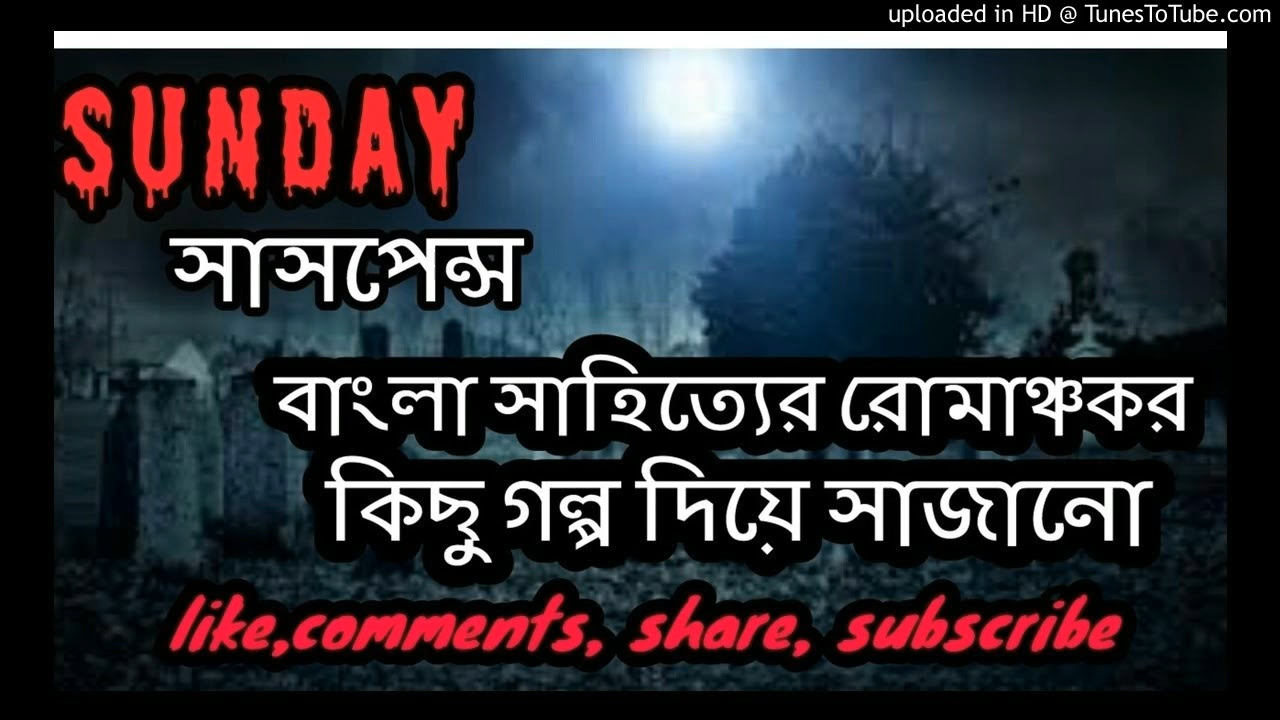 uploaded in HD @ TunesToTube.com
SUNDAY
সাসপেন্স
বাংলা সাহিত্যের রোমাঞ্চকর
কিছু গল্প দিয়ে সাজানো
like,comments, share, subscribe